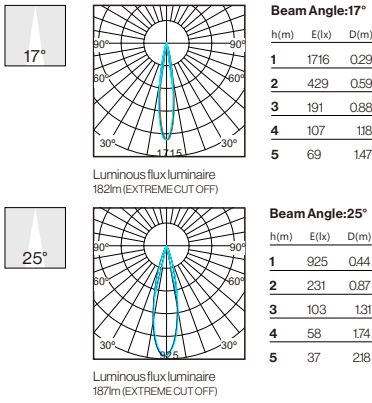 17°
90°
90°
60°
60°
30°
30°
1715
Luminous flux luminaire
182lm (EXTREME CUT OFF)
Beam Angle:17°
h(m) E(lx) D(m)
1 1716 0.29
2 429 0.59
3 191 0.88
4 107 1.18
5 69 1.47
25°
90°
90°
60°
60°
30°
30°
925
Luminous flux luminaire
187lm (EXTREME CUT OFF)
Beam Angle:25°
h(m) E(lx) D(m)
1 925 0.44
2 231 0.87
3 103 1.31
4 58 1.74
5 37 2.18